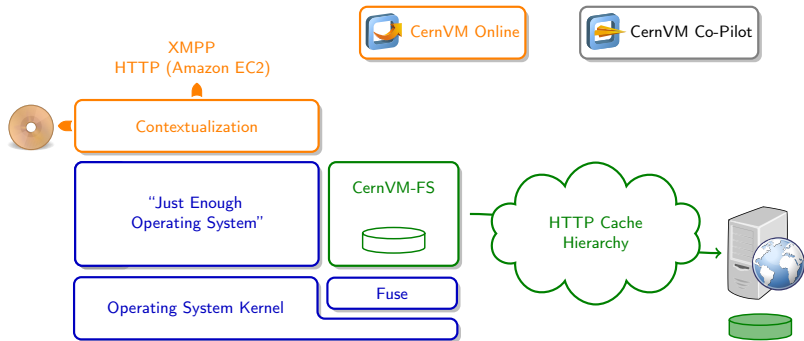 CernVM Online
CernVM Co-Pilot
XMPP
HTTP (Amazon EC2)
Contextualization
“Just Enough
Operating System”
CernVM-FS
HTTP Cache
Hierarchy
Operating System Kernel
Fuse